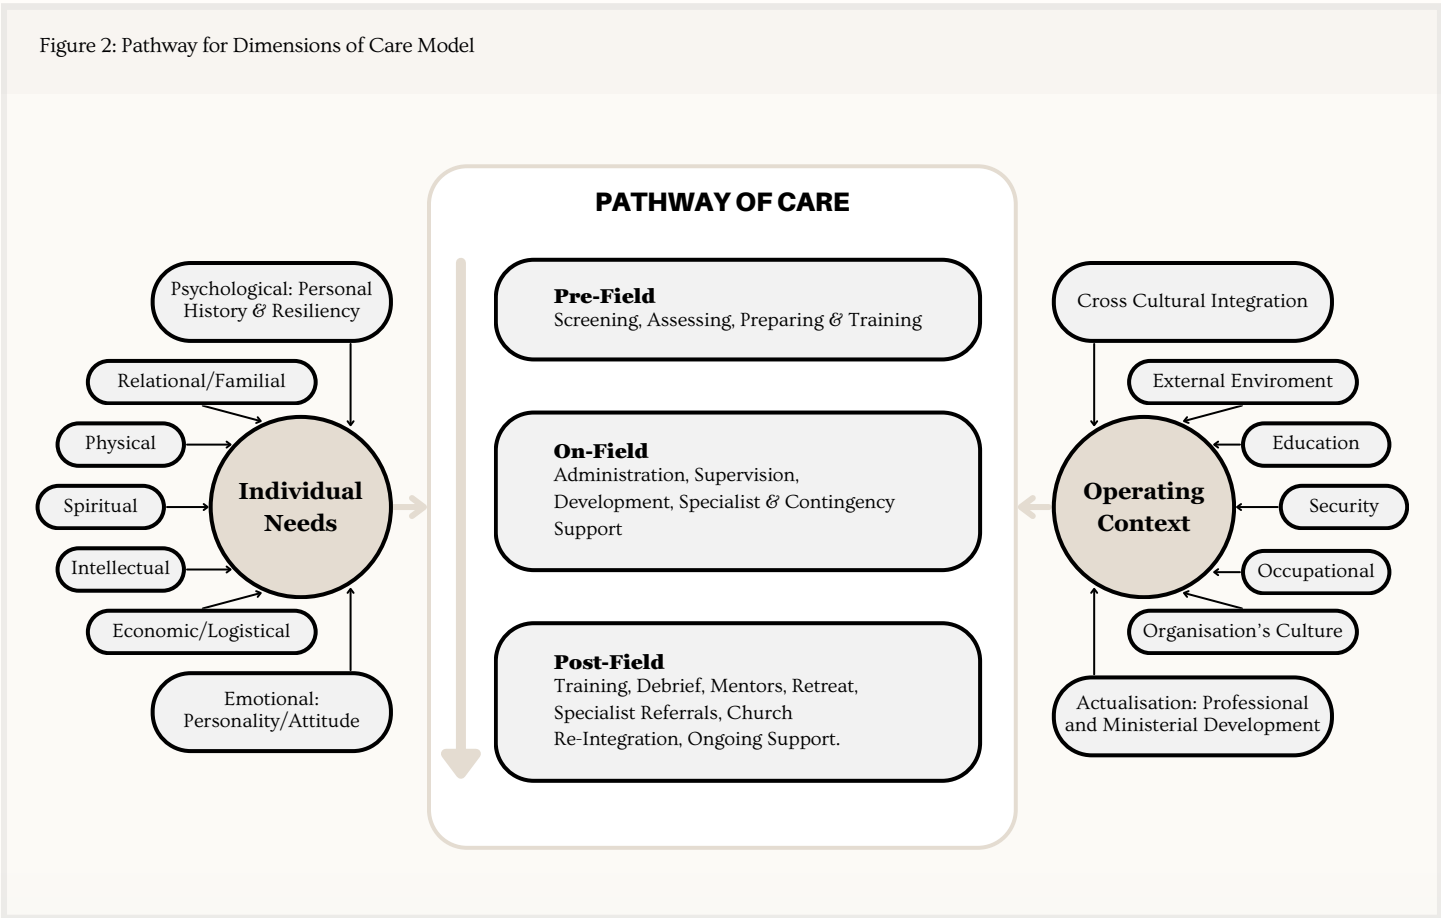 Figure 2: Pathway for Dimensions of Care Model
PATHWAY OF CARE
Psychological: Personal
History & Resiliency
Relational/Familial
Physical
Spiritual
Intellectual
Economic/Logistical
Emotional:
Personality/Attitude
Individual
Needs
Pre-Field
Screening, Assessing, Preparing & Training
On-Field
Administration, Supervision,
Development, Specialist & Contingency
Support
Post-Field
Training, Debrief, Mentors, Retreat,
Specialist Referrals, Church
Re-Integration, Ongoing Support.
Operating
Context
Cross Cultural Integration
External Enviroment
Education
Security
Occupational
Organisation's Culture
Actualisation: Professional
and Ministerial Development